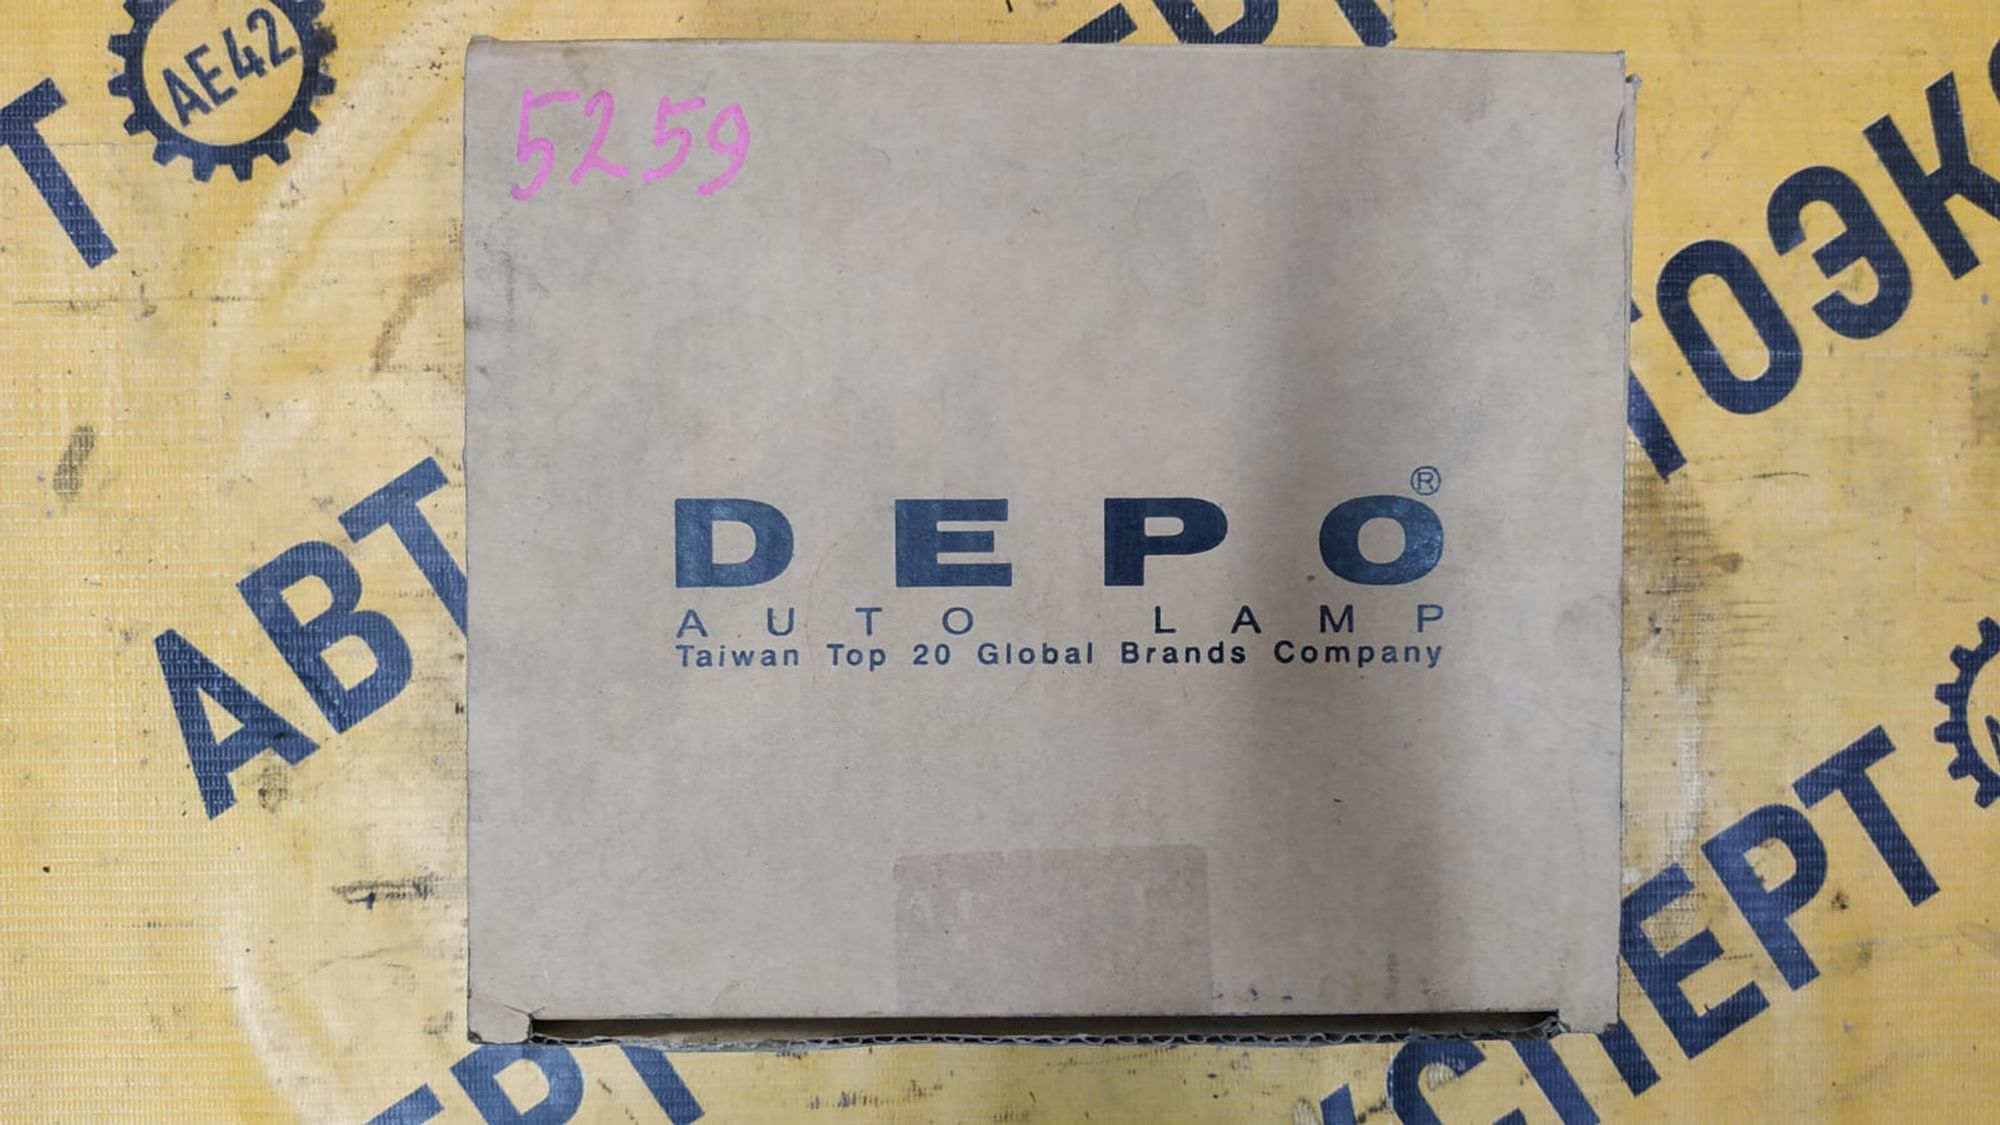 AE42
5259
DEPO®
AUTO LAMP
Taiwan Top 20 Global Brands Company
АВТ
ТОЭК
СПЕРТ